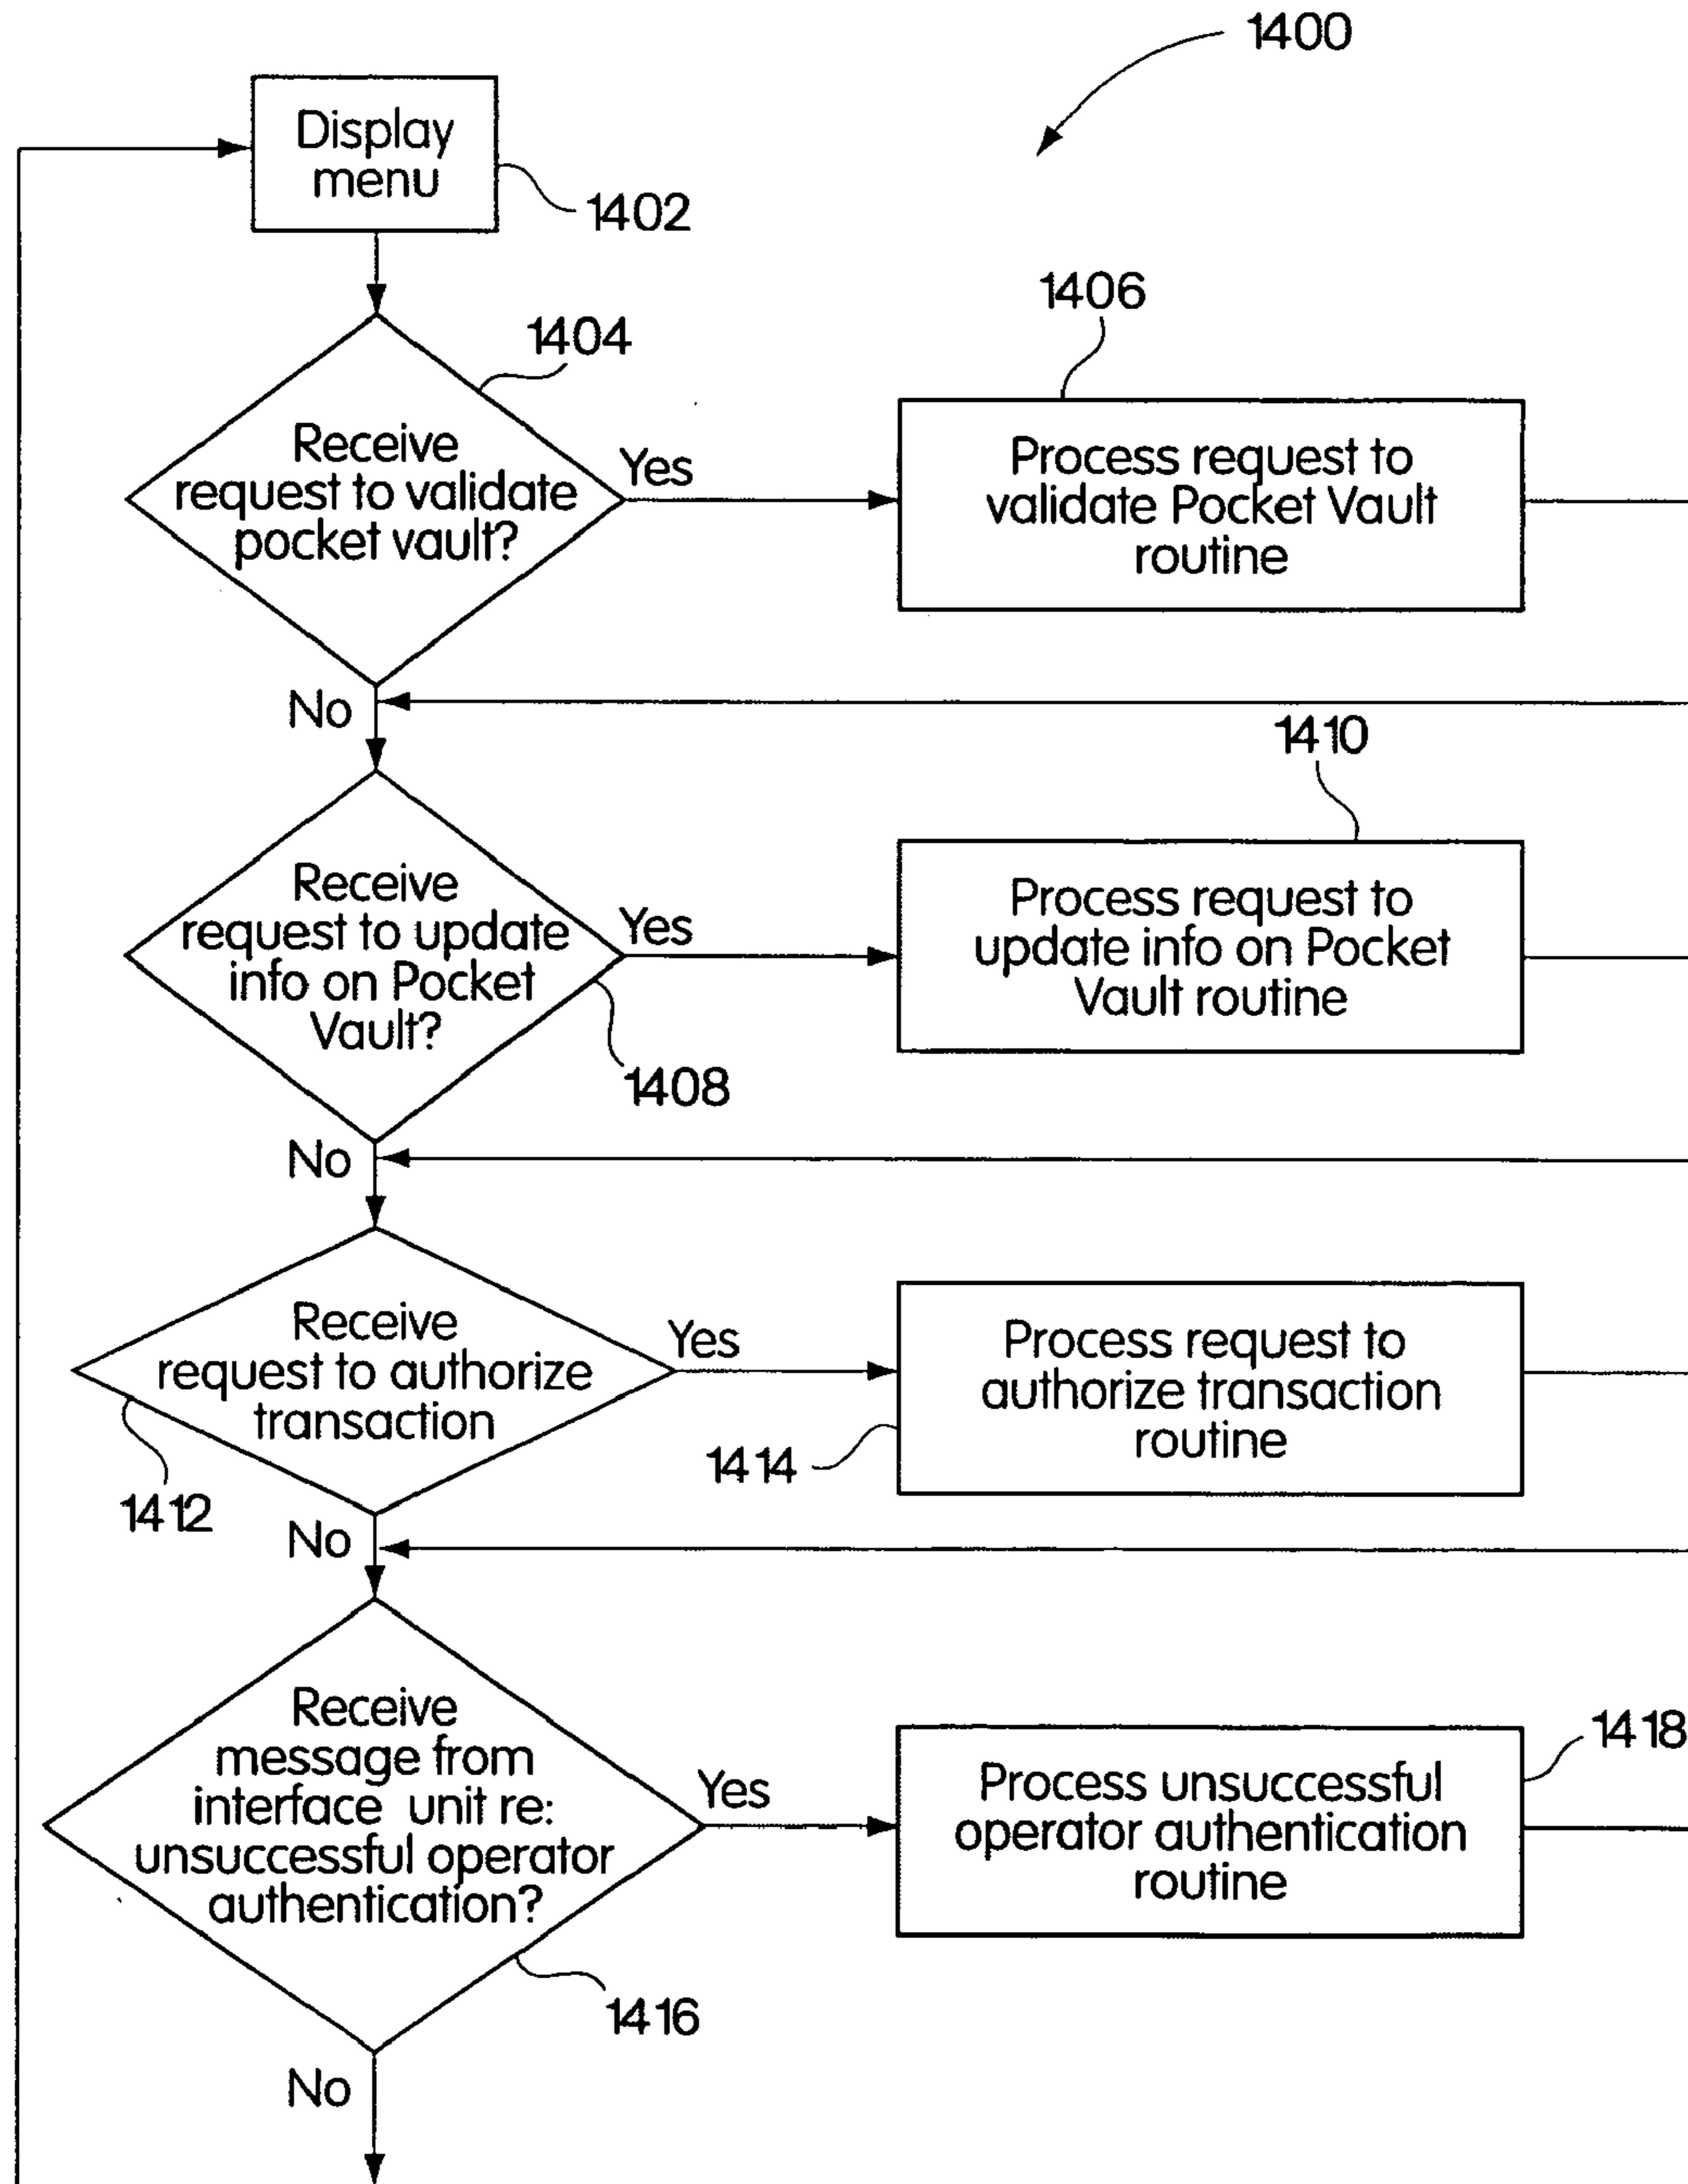 1400
Display
menu
1402
1404
1406
Receive
request to validate
pocket vault?
Yes
Process request to
validate Pocket Vault
routine
No
1410
Receive
request to update
info on Pocket
Vault?
Yes
Process request to
update info on Pocket
Vault routine
1408
No
Receive
request to authorize
transaction
Yes
Process request to
authorize transaction
routine
1414
1412
No
Receive
message from
interface unit re:
unsuccessful operator
authentication?
Yes
Process unsuccessful
operator authentication
routine
1418
1416
No